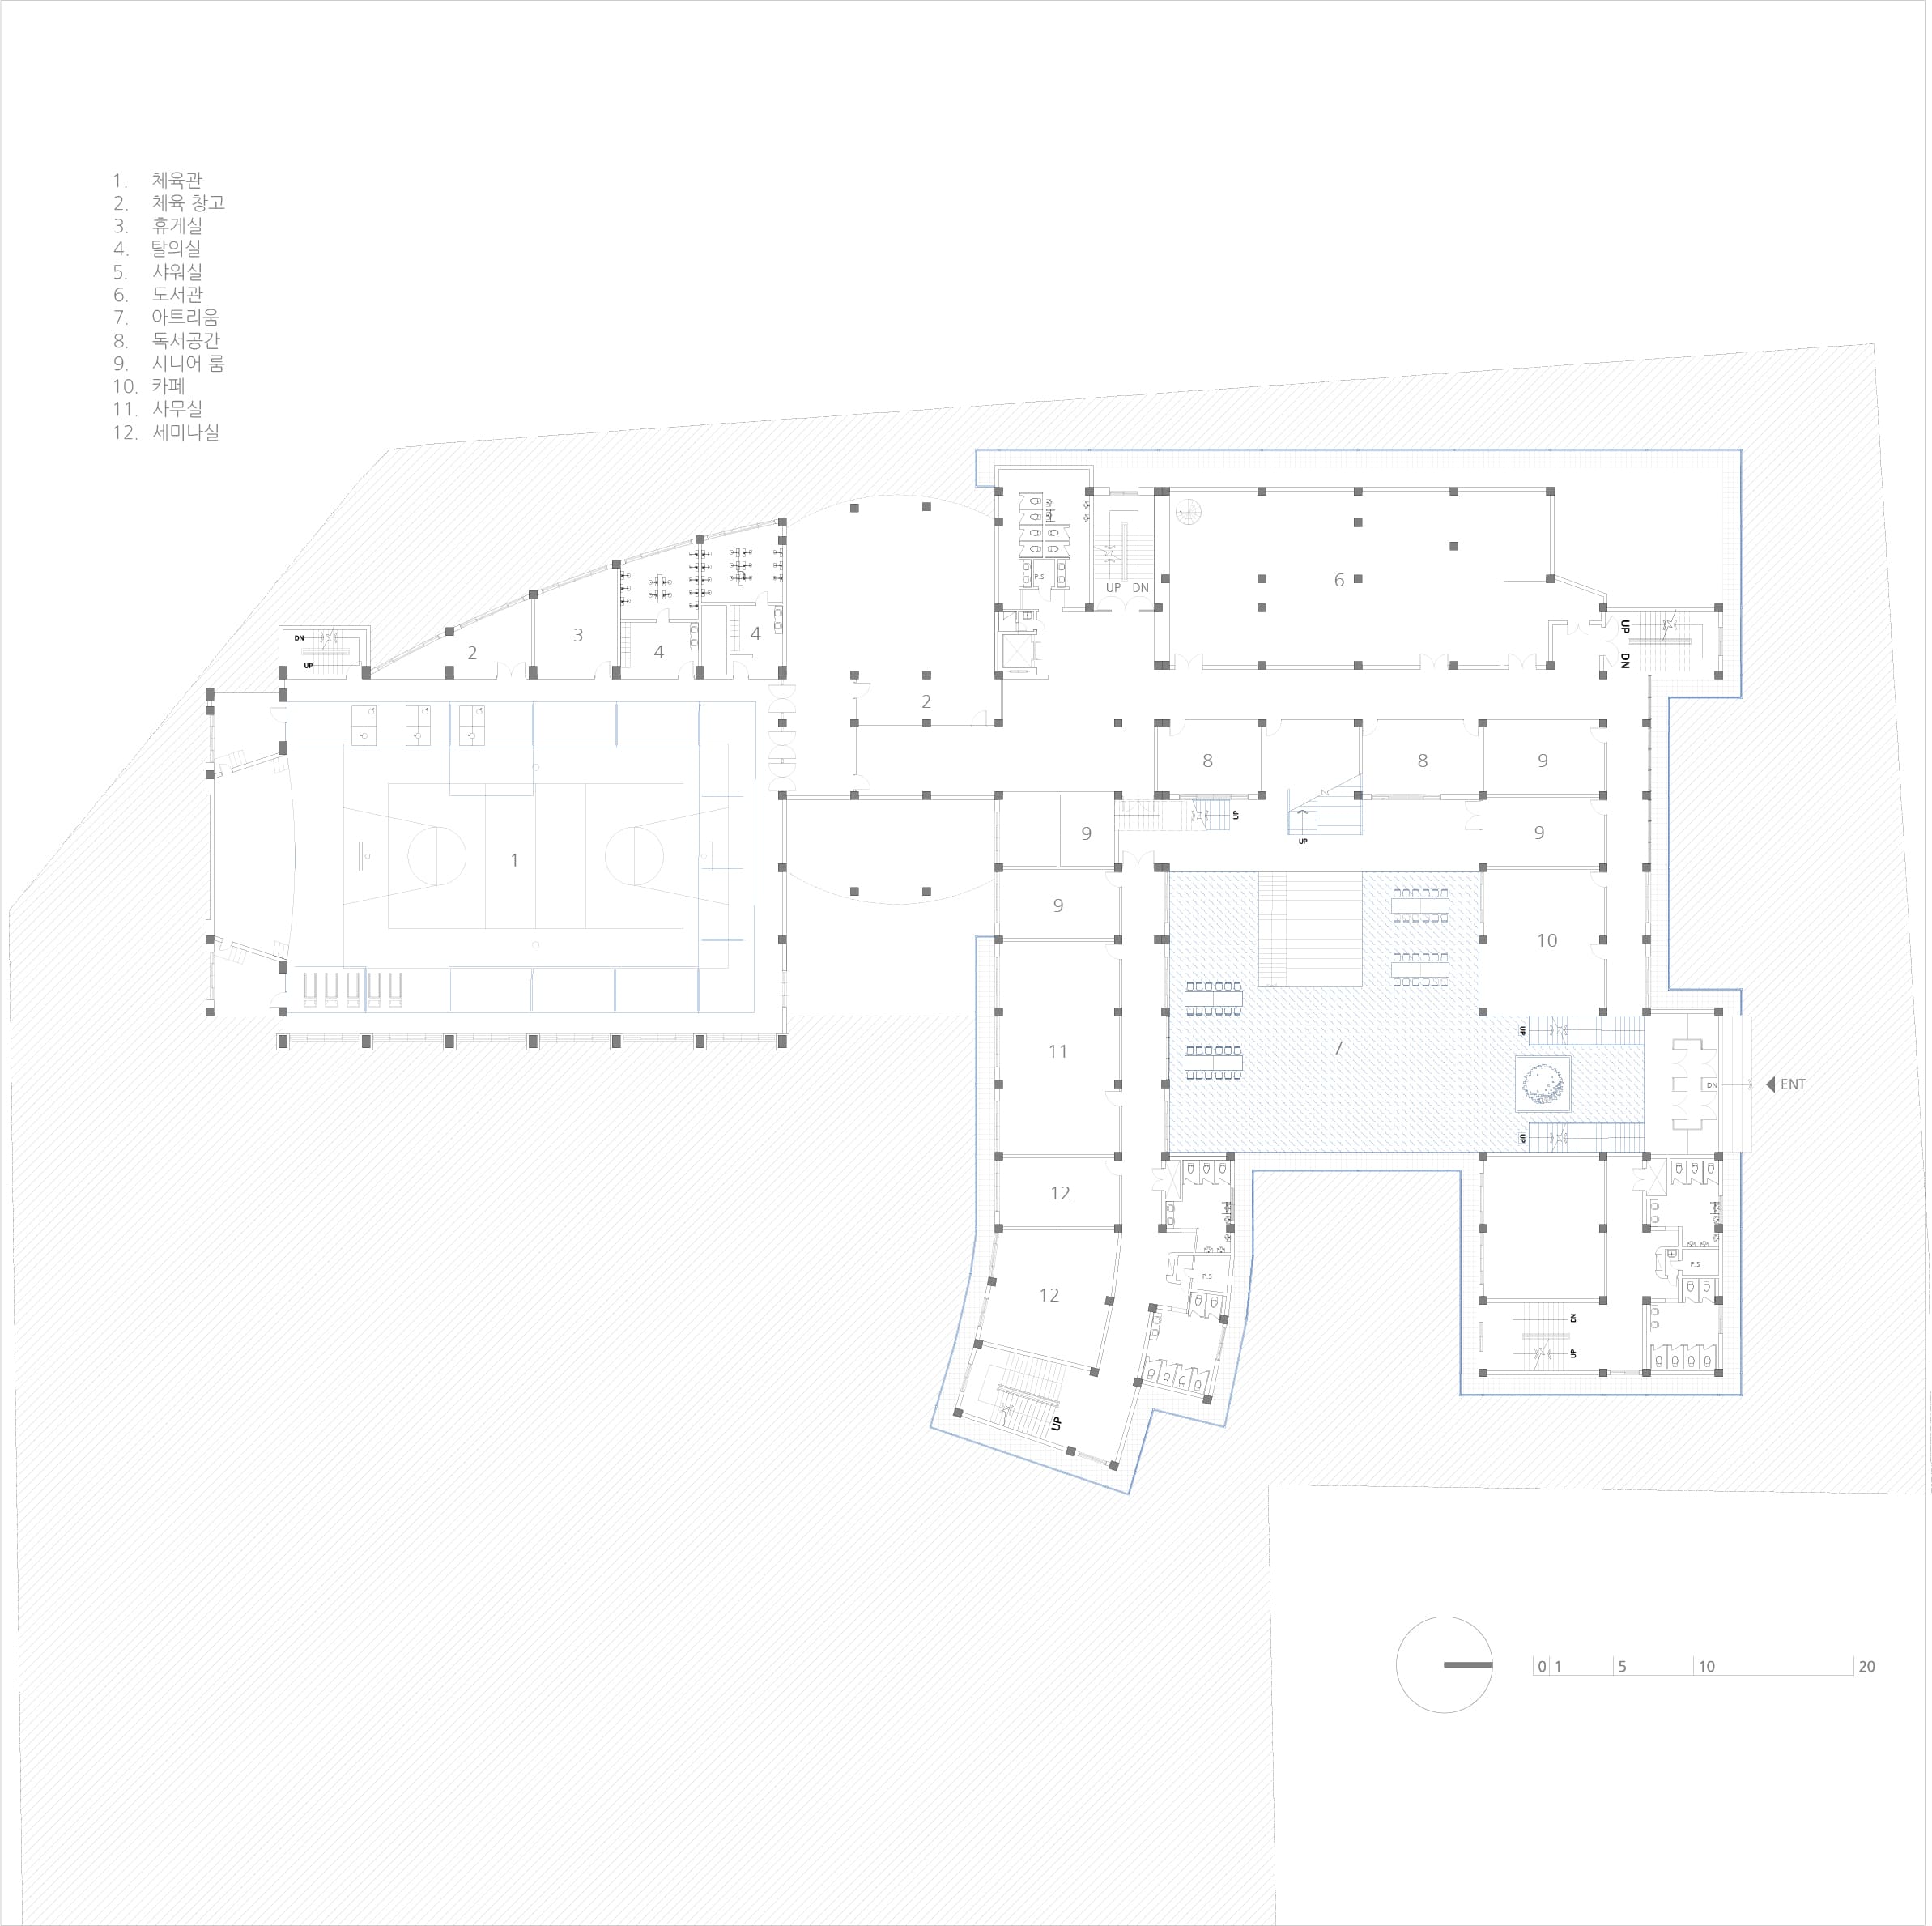 1. 체육관
2. 체육 창고
3. 휴게실
4. 탈의실
5. 샤워실
6. 도서관
7. 아트리움
8. 독서공간
9. 시니어 룸
10. 카페
11. 사무실
12. 세미나실
P.S
6
UP DN
3
4
4
2
DN
UP
UP
DN
2
8
8
9
9
9
UP
UP
1
9
10
UP
11
7
DN
ENT
UP
12
P.S
P.S
12
DN
UP
UP
0 1 5 10 20